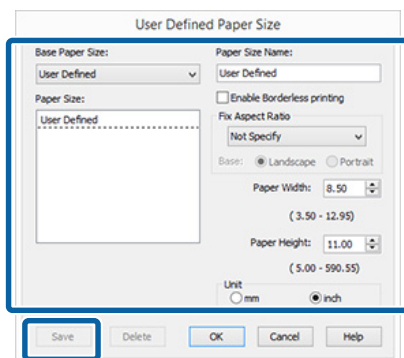 User Defined Paper Size
Base Paper Size:
User Defined
Paper Size:
User Defined
Paper Size Name:
User Defined
Enable Borderless printing
Fix Aspect Ratio
Not Specify
Base: Landscape Portrait
Paper Width: 8.50
(3.50 - 12.95)
Paper Height: 11.00
(5.00 - 590.55)
Unit
mm inch
Save Delete OK Cancel Help